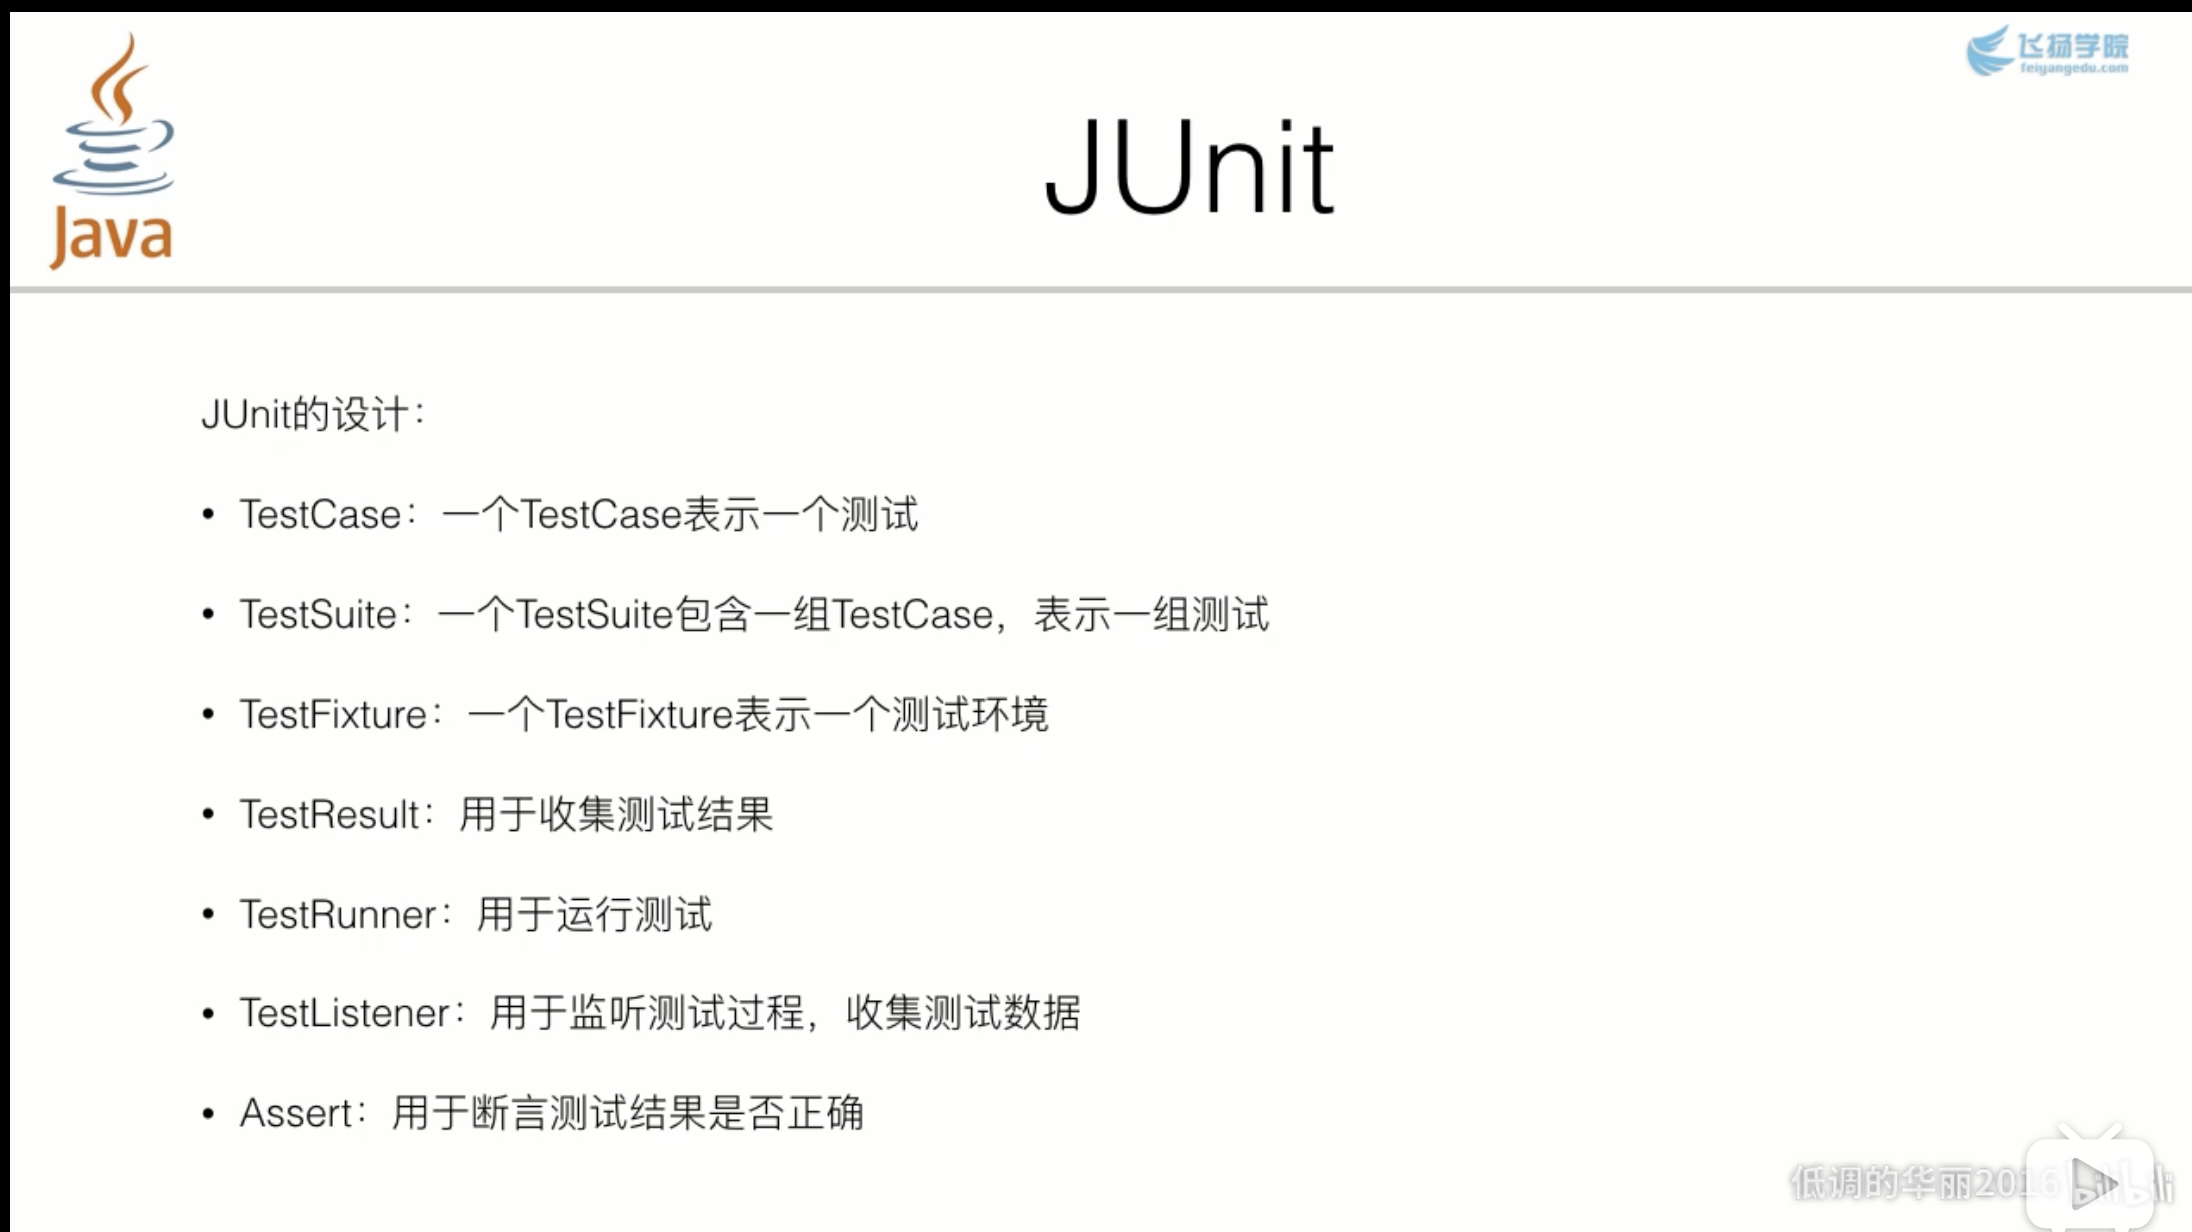 Java
飞扬学院
feiyangedu.com
JUnit
JUnit的设计：
• TestCase：一个TestCase表示一个测试
• TestSuite：一个TestSuite包含一组TestCase，表示一组测试
• TestFixture：一个TestFixture表示一个测试环境
• TestResult：用于收集测试结果
• TestRunner：用于运行测试
• TestListener：用于监听测试过程，收集测试数据
• Assert：用于断言测试结果是否正确
低调的华丽2016 bilibili